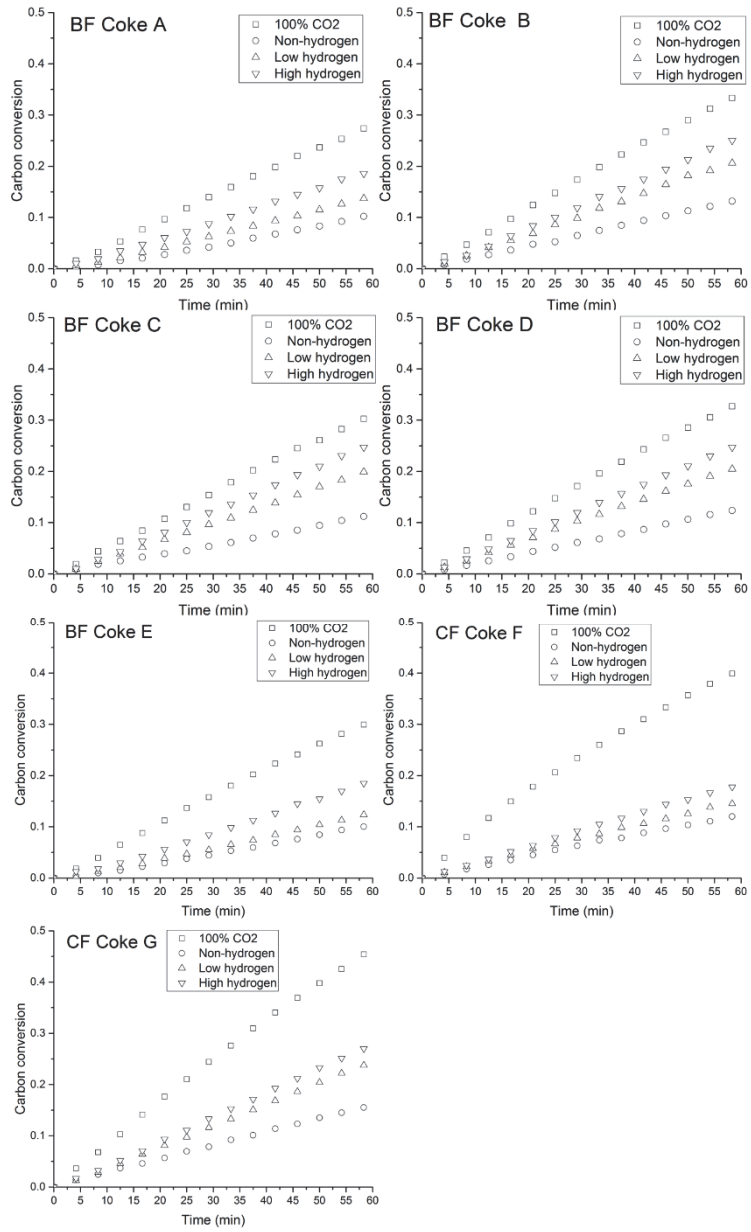 BF Coke A
100% CO2
Non-hydrogen
Low hydrogen
High hydrogen
Carbon conversion
0.5
0.4
0.3
0.2
0.1
0.0
0 5 10 15 20 25 30 35 40 45 50 55 60
Time (min)
BF Coke B
100% CO2
Non-hydrogen
Low hydrogen
High hydrogen
Carbon conversion
0.5
0.4
0.3
0.2
0.1
0.0
0 5 10 15 20 25 30 35 40 45 50 55 60
Time (min)
BF Coke C
100% CO2
Non-hydrogen
Low hydrogen
High hydrogen
Carbon conversion
0.5
0.4
0.3
0.2
0.1
0.0
0 5 10 15 20 25 30 35 40 45 50 55 60
Time (min)
BF Coke D
100% CO2
Non-hydrogen
Low hydrogen
High hydrogen
Carbon conversion
0.5
0.4
0.3
0.2
0.1
0.0
0 5 10 15 20 25 30 35 40 45 50 55 60
Time (min)
BF Coke E
100% CO2
Non-hydrogen
Low hydrogen
High hydrogen
Carbon conversion
0.5
0.4
0.3
0.2
0.1
0.0
0 5 10 15 20 25 30 35 40 45 50 55 60
Time (min)
CF Coke F
100% CO2
Non-hydrogen
Low hydrogen
High hydrogen
Carbon conversion
0.5
0.4
0.3
0.2
0.1
0.0
0 5 10 15 20 25 30 35 40 45 50 55 60
Time (min)
CF Coke G
100% CO2
Non-hydrogen
Low hydrogen
High hydrogen
Carbon conversion
0.5
0.4
0.3
0.2
0.1
0.0
0 5 10 15 20 25 30 35 40 45 50 55 60
Time (min)